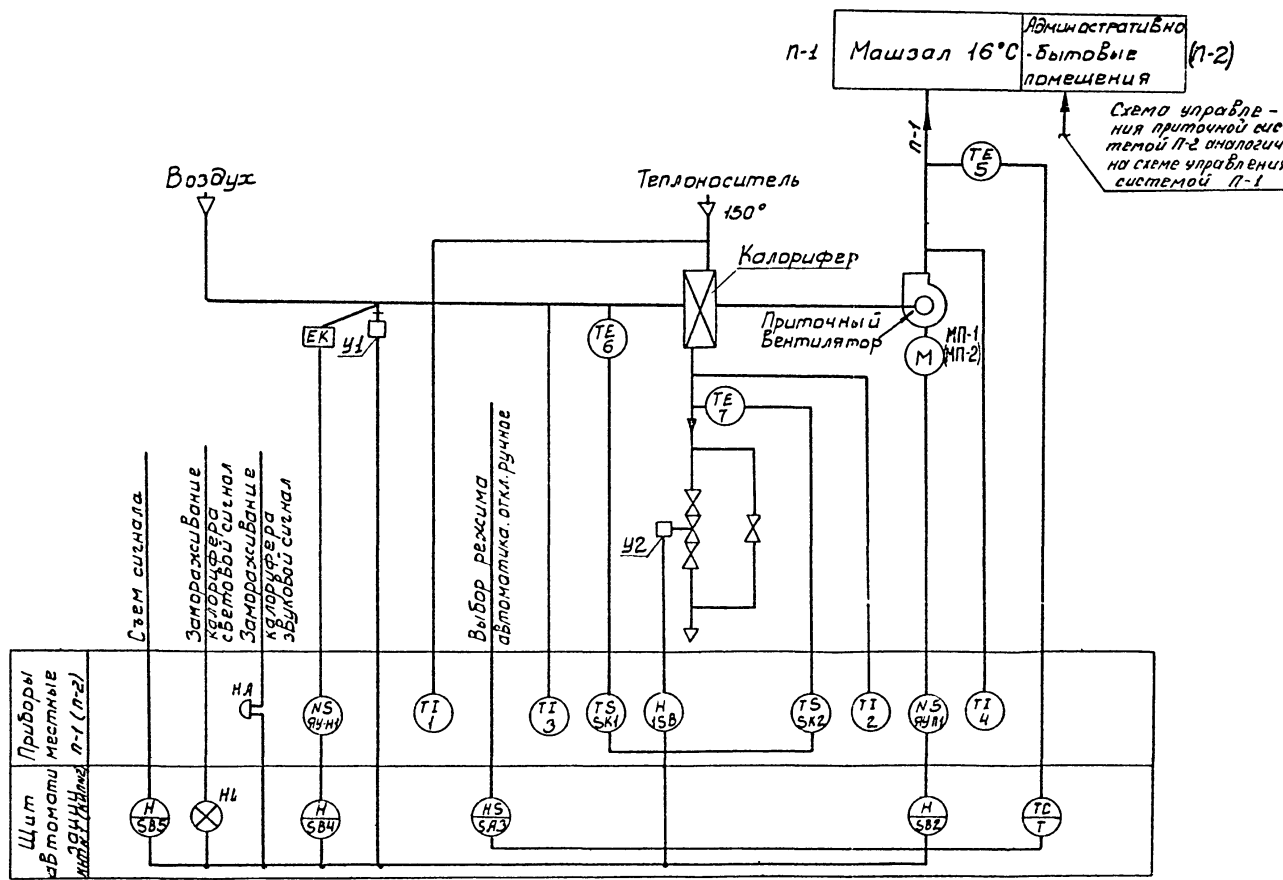 П-1
Машзал 16°С
Административно
-бытовые
помещения
(П-2)
Схема управле-
ния приточной сис
темой П-2 аналогич
на схеме управления
системой П-1
П-1
TE
5
Воздух
Теплоноситель
150°
Калорифер
Приточный
вентилятор
МП-1
(МП-2)
M
EK
У1
TE
6
TE
7
У2
Съем сигнала
Замораживание
калорифера
световой сигнал
Замораживание
калорифера
звуковой сигнал
Выбор режима
автоматика.откл.ручное
Приборы
местные
П-1 (П-2)
HA
NS
ЯУН1
TI
1
TI
3
TS
SK1
H
1SB
TS
SK2
TI
2
NS
ЯУП1
TI
4
Щит
автомати
зации
H
SB5
HL
H
SB4
HS
SA3
H
SB2
TC
T